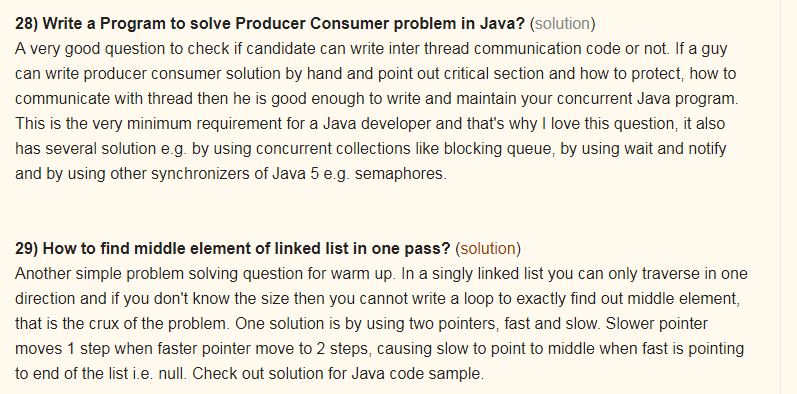 28) Write a Program to solve Producer Consumer problem in Java? (solution)
A very good question to check if candidate can write inter thread communication code or not. If a guy
can write producer consumer solution by hand and point out critical section and how to protect, how to
communicate with thread then he is good enough to write and maintain your concurrent Java program.
This is the very minimum requirement for a Java developer and that's why I love this question, it also
has several solution e.g. by using concurrent collections like blocking queue, by using wait and notify
and by using other synchronizers of Java 5 e.g. semaphores.
29) How to find middle element of linked list in one pass? (solution)
Another simple problem solving question for warm up. In a singly linked list you can only traverse in one
direction and if you don't know the size then you cannot write a loop to exactly find out middle element,
that is the crux of the problem. One solution is by using two pointers, fast and slow. Slower pointer
moves 1 step when faster pointer move to 2 steps, causing slow to point to middle when fast is pointing
to end of the list i.e. null. Check out solution for Java code sample.